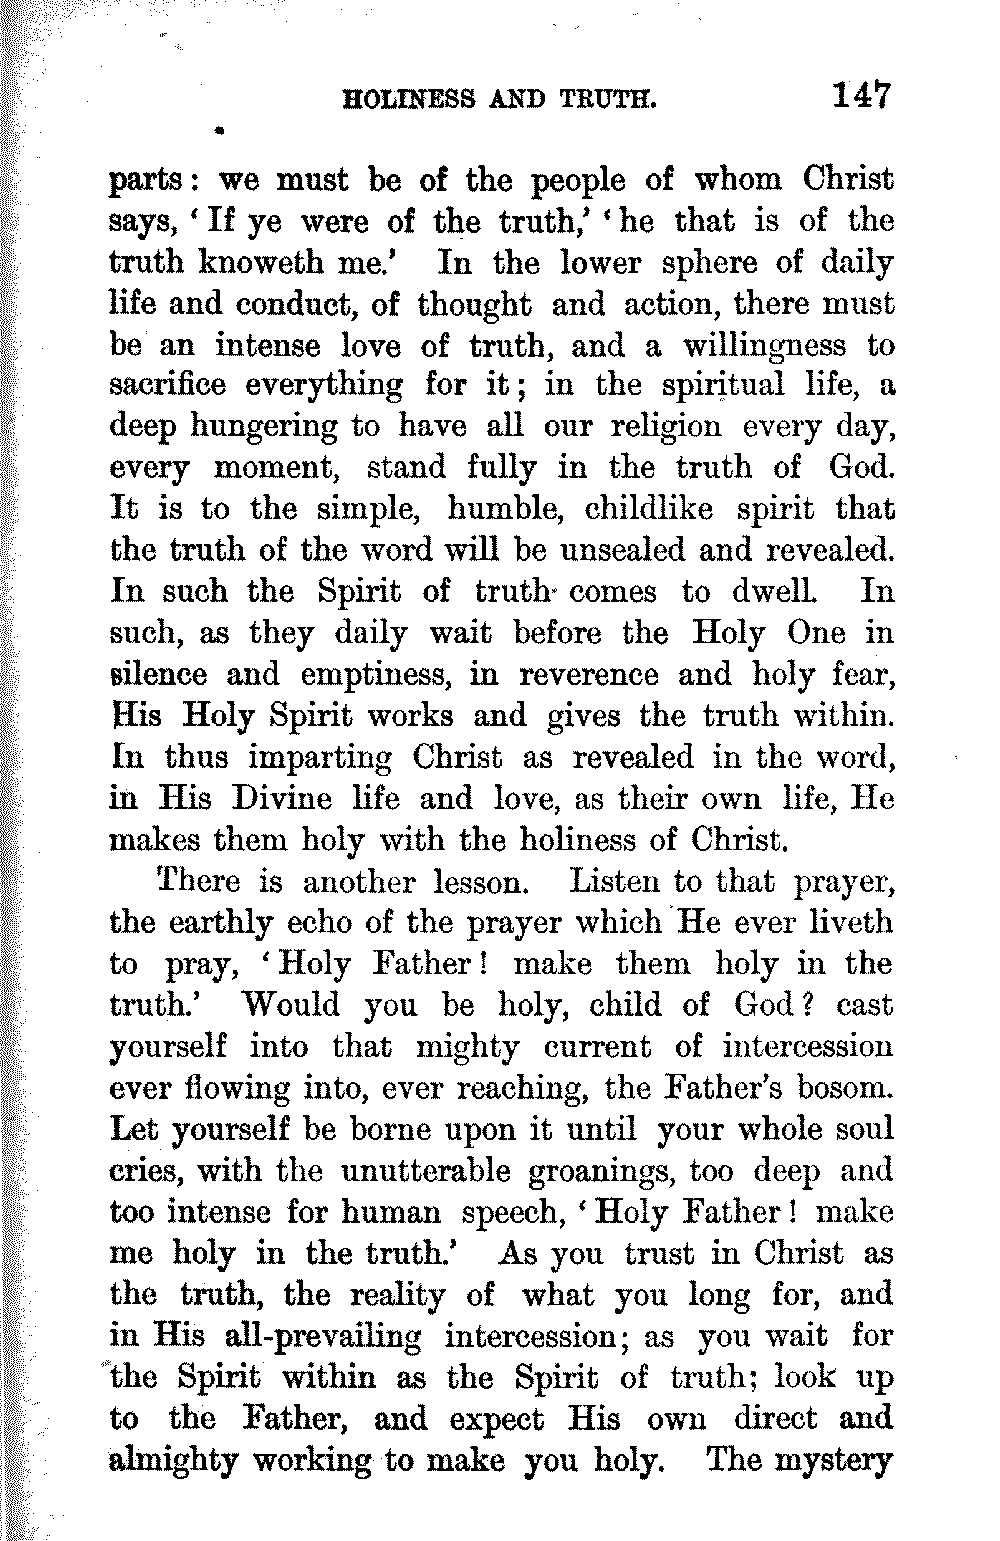 HOLINESS AND TRUTH. 147
parts: we must be of the people of whom Christ
says, ‘If ye were of the truth,’ ‘he that is of the
truth knoweth me.’ In the lower sphere of daily
life and conduct, of thought and action, there must
be an intense love of truth, and a willingness to
sacrifice everything for it; in the spiritual life, a
deep hungering to have all our religion every day,
every moment, stand fully in the truth of God.
It is to the simple, humble, childlike spirit that
the truth of the word will be unsealed and revealed.
In such the Spirit of truth comes to dwell. In
such, as they daily wait before the Holy One in
silence and emptiness, in reverence and holy fear,
His Holy Spirit works and gives the truth within.
In thus imparting Christ as revealed in the word,
in His Divine life and love, as their own life, He
makes them holy with the holiness of Christ.
There is another lesson. Listen to that prayer,
the earthly echo of the prayer which He ever liveth
to pray, ‘Holy Father! make them holy in the
truth.’ Would you be holy, child of God? cast
yourself into that mighty current of intercession
ever flowing into, ever reaching, the Father’s bosom.
Let yourself be borne upon it until your whole soul
cries, with the unutterable groanings, too deep and
too intense for human speech, ‘Holy Father! make
me holy in the truth.’ As you trust in Christ as
the truth, the reality of what you long for, and
in His all-prevailing intercession; as you wait for
the Spirit within as the Spirit of truth; look up
to the Father, and expect His own direct and
almighty working to make you holy. The mystery